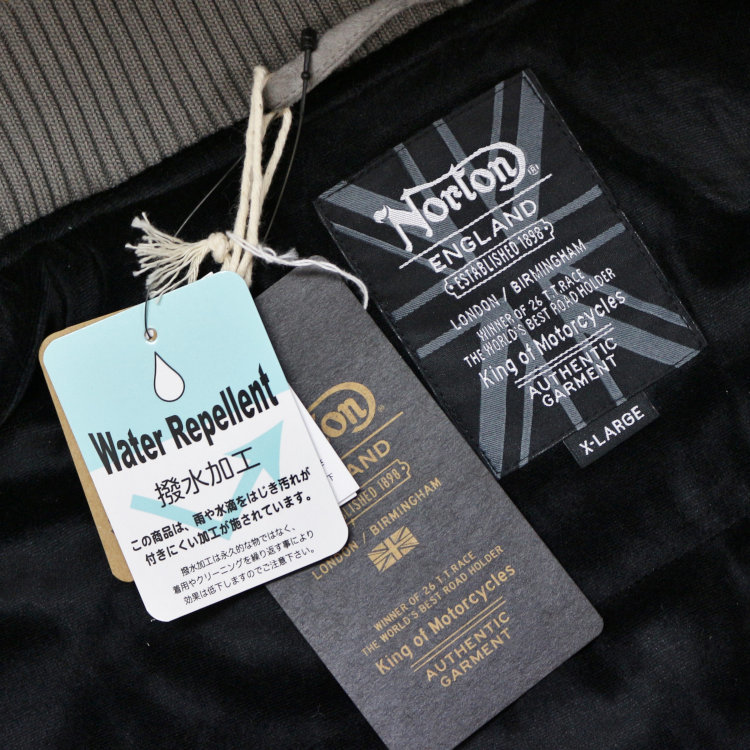 Norton®
ENGLAND
ESTABLISHED 1898
LONDON / BIRMINGHAM
WINNER OF 26 T.T.RACE
THE WORLD'S BEST ROAD HOLDER
King of Motorcycles
AUTHENTIC
GARMENT
X-LARGE
Water Repellent
撥水加工
この商品は、雨や水滴をはじき汚れが
付きにくい加工が施されています。
撥水加工は永久的な物ではなく、
着用やクリーニングを繰り返す事により
効果は低下しますのでご注意下さい。
ton®
LAND
LISHED 1898
LONDON / BIRMINGHAM
WINNER OF 26 T.T.RACE
THE WORLD'S BEST ROAD HOLDER
King of Motorcycles
AUTHENTIC
GARMENT